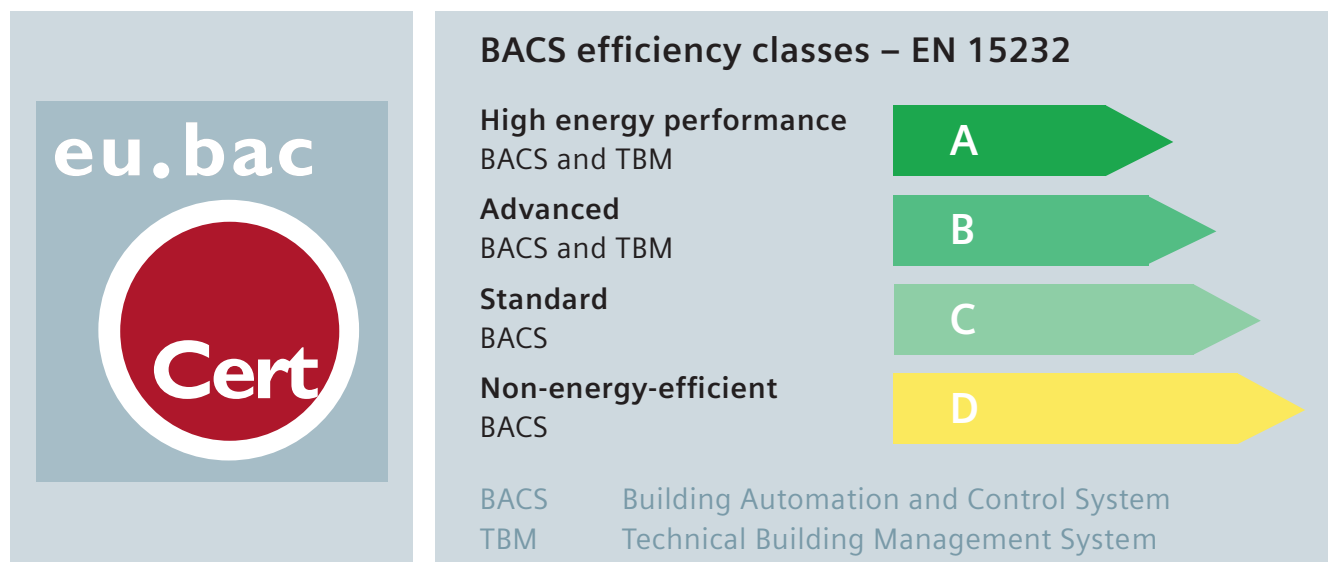 eu.bac
Cert
BACS efficiency classes – EN 15232
High energy performance
BACS and TBM
A
Advanced
BACS and TBM
B
Standard
BACS
C
Non-energy-efficient
BACS
D
BACS Building Automation and Control System
TBM Technical Building Management System